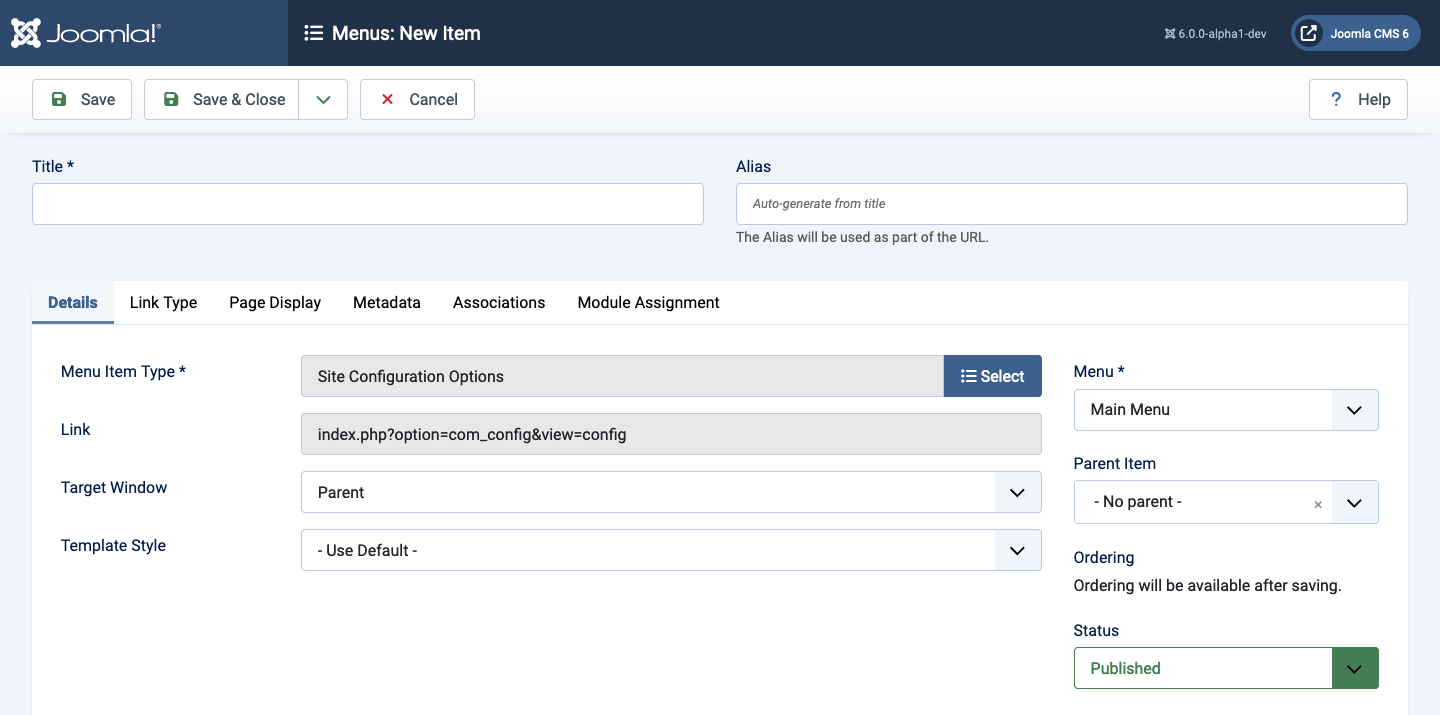 Joomla!®
Menus: New Item
6.0.0-alpha1-dev
Joomla CMS 6
Save
Save & Close
Cancel
? Help
Title *
Alias
Auto-generate from title
The Alias will be used as part of the URL.
Details Link Type Page Display Metadata Associations Module Assignment
Menu Item Type *
Site Configuration Options
Select
Link
index.php?option=com_config&view=config
Target Window
Parent
Template Style
- Use Default -
Menu *
Main Menu
Parent Item
- No parent - ×
Ordering
Ordering will be available after saving.
Status
Published